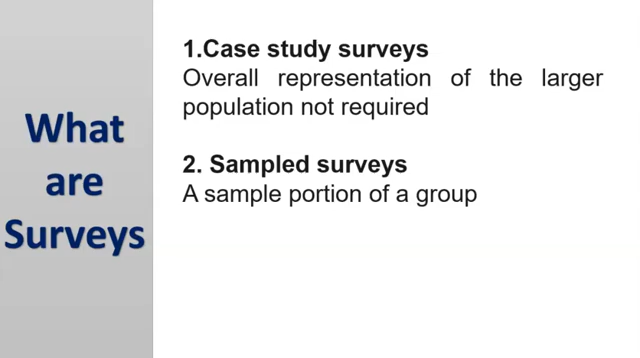 What
are
Surveys
1.Case study surveys
Overall representation of the larger
population not required
2. Sampled surveys
A sample portion of a group